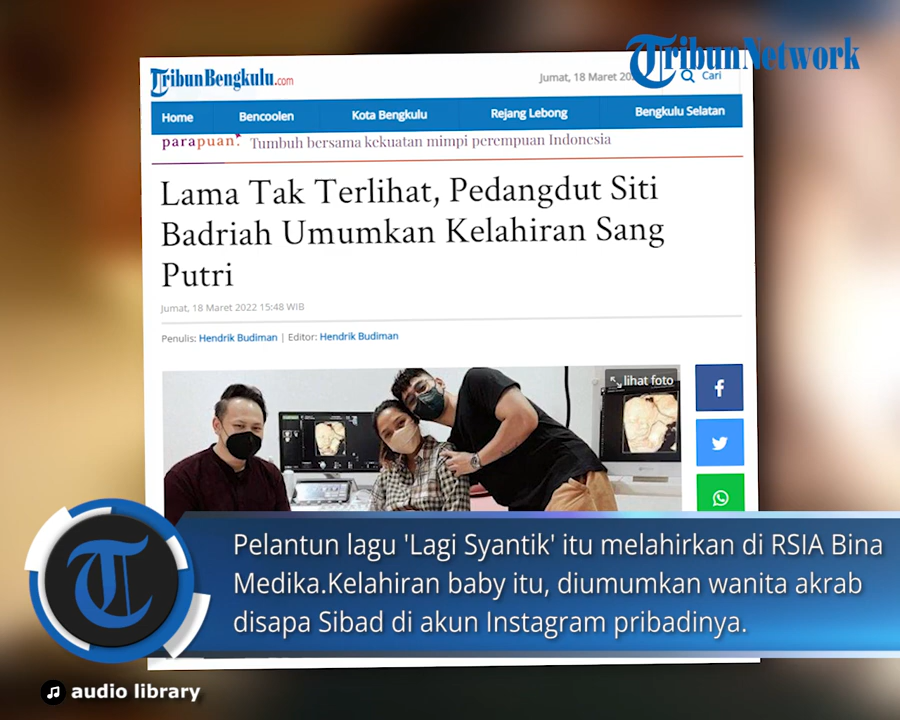 TribunNetwork
TribunBengkulu.com
Jumat, 18 Maret 20
Cari
Home
Bencoolen
Kota Bengkulu
Rejang Lebong
Bengkulu Selatan
parapuan. Tumbuh bersama kekuatan mimpi perempuan Indonesia
Lama Tak Terlihat, Pedangdut Siti
Badriah Umumkan Kelahiran Sang
Putri
Jumat, 18 Maret 2022 15:48 WIB
Penulis: Hendrik Budiman | Editor: Hendrik Budiman
lihat foto
Pelantun lagu 'Lagi Syantik' itu melahirkan di RSIA Bina
Medika.Kelahiran baby itu, diumumkan wanita akrab
disapa Sibad di akun Instagram pribadinya.
audio library